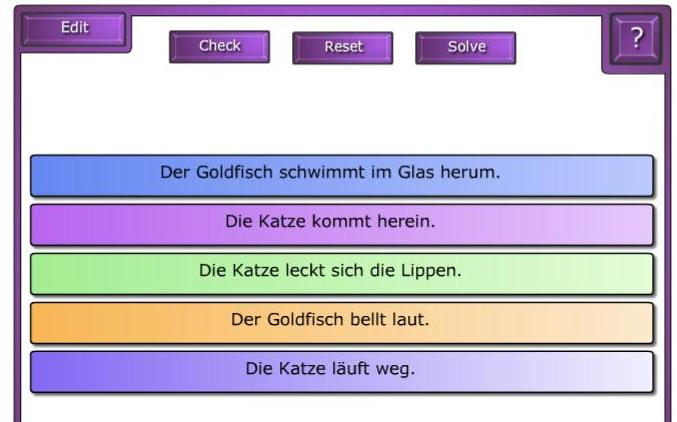 Edit
Check Reset Solve
?
Der Goldfisch schwimmt im Glas herum.
Die Katze kommt herein.
Die Katze leckt sich die Lippen.
Der Goldfisch bellt laut.
Die Katze läuft weg.